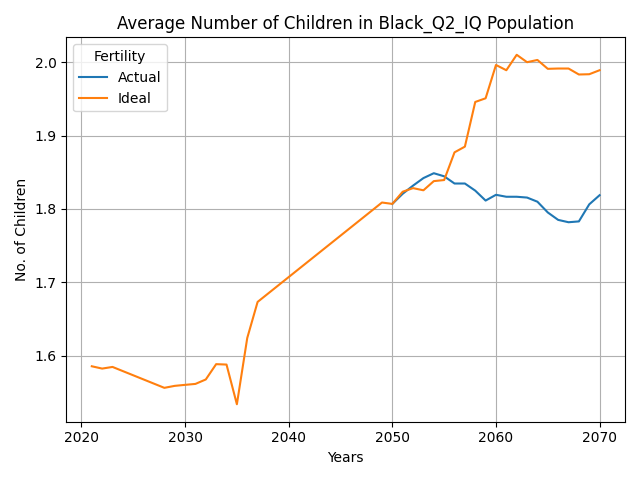 Average Number of Children in Black_Q2_IQ Population
Fertility
Actual
Ideal
No. of Children
2.0
1.9
1.8
1.7
1.6
2020 2030 2040 2050 2060 2070
Years